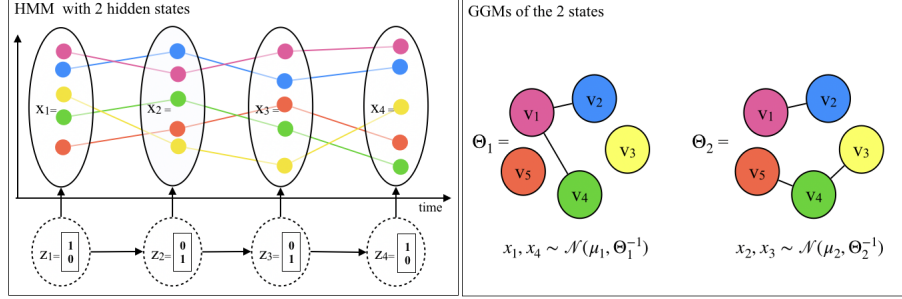 HMM with 2 hidden states
x₁=
x₂ =
x₃ =
x₄ =
time
z₁= 1 0
z₂= 0 1
z₃= 0 1
z₄= 1 0
GGMs of the 2 states
Θ₁ =
v₁
v₂
v₃
v₄
v₅
x₁, x₄ ∼ 𝒩(μ₁, Θ₁⁻¹)
Θ₂ =
v₁
v₂
v₃
v₄
v₅
x₂, x₃ ∼ 𝒩(μ₂, Θ₂⁻¹)